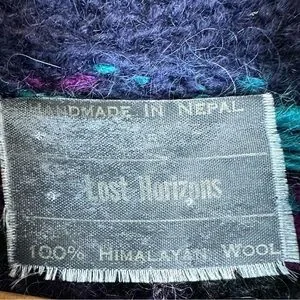 HANDMADE IN NEPAL
Lost Horizons
100% HIMALAYAN WOOL